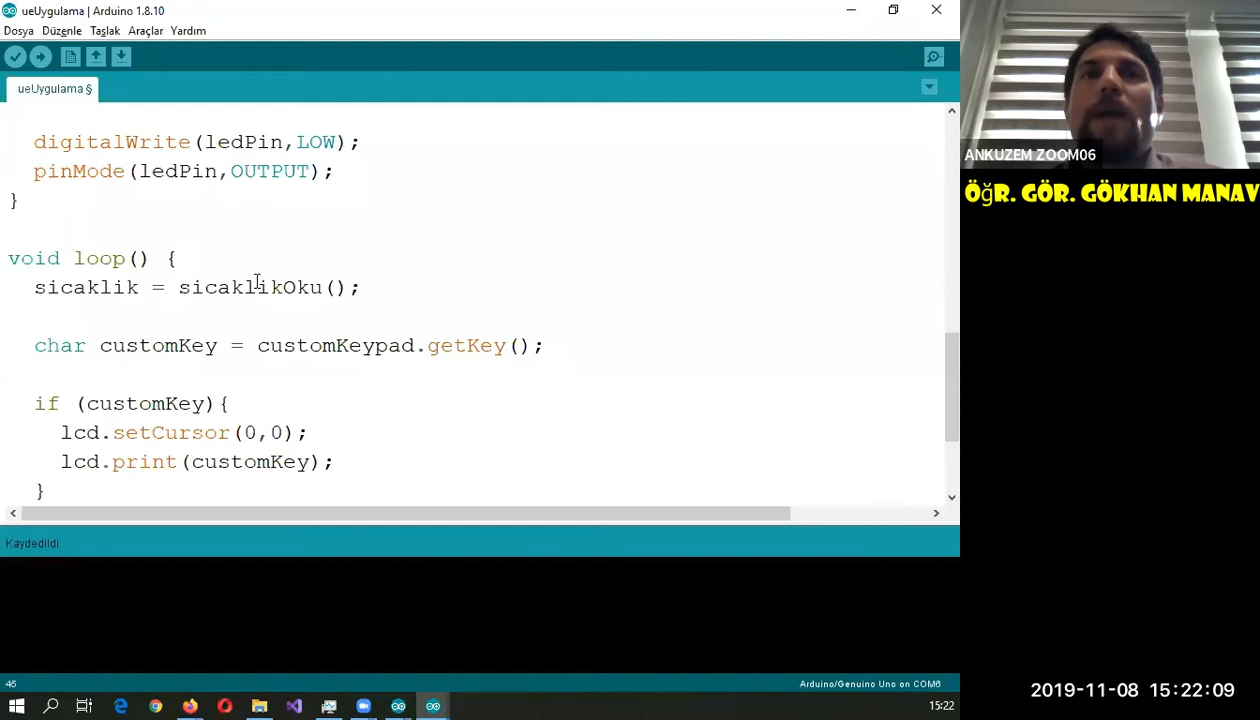 ueUygulama | Arduino 1.8.10
Dosya Düzenle Taslak Araçlar Yardım
ueUygulama §
digitalWrite(ledPin,LOW);
pinMode(ledPin,OUTPUT);
}
void loop() {
sicaklik = sicaklikOku();
char customKey = customKeypad.getKey();
if (customKey){
lcd.setCursor(0,0);
lcd.print(customKey);
}
Kaydedildi.
46
Arduino/Genuino Uno on COM6
15:22
ANKUZEM ZOOM06
ÖğR. GÖR. GÖKHAN MANAV
2019-11-08 15:22:09